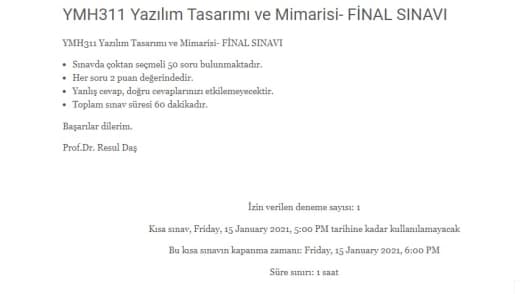 YMH311 Yazılım Tasarımı ve Mimarisi- FİNAL SINAVI
YMH311 Yazılım Tasarımı ve Mimarisi- FİNAL SINAVI
• Sınavda çoktan seçmeli 50 soru bulunmaktadır.
• Her soru 2 puan değerindedir.
• Yanlış cevap, doğru cevaplarınızı etkilemeyecektir.
• Toplam sınav süresi 60 dakikadır.
Başarılar dilerim.
Prof.Dr. Resul Daş
İzin verilen deneme sayısı: 1
Kısa sınav, Friday, 15 January 2021, 5:00 PM tarihine kadar kullanılamayacak
Bu kısa sınavın kapanma zamanı: Friday, 15 January 2021, 6:00 PM
Süre sınırı: 1 saat